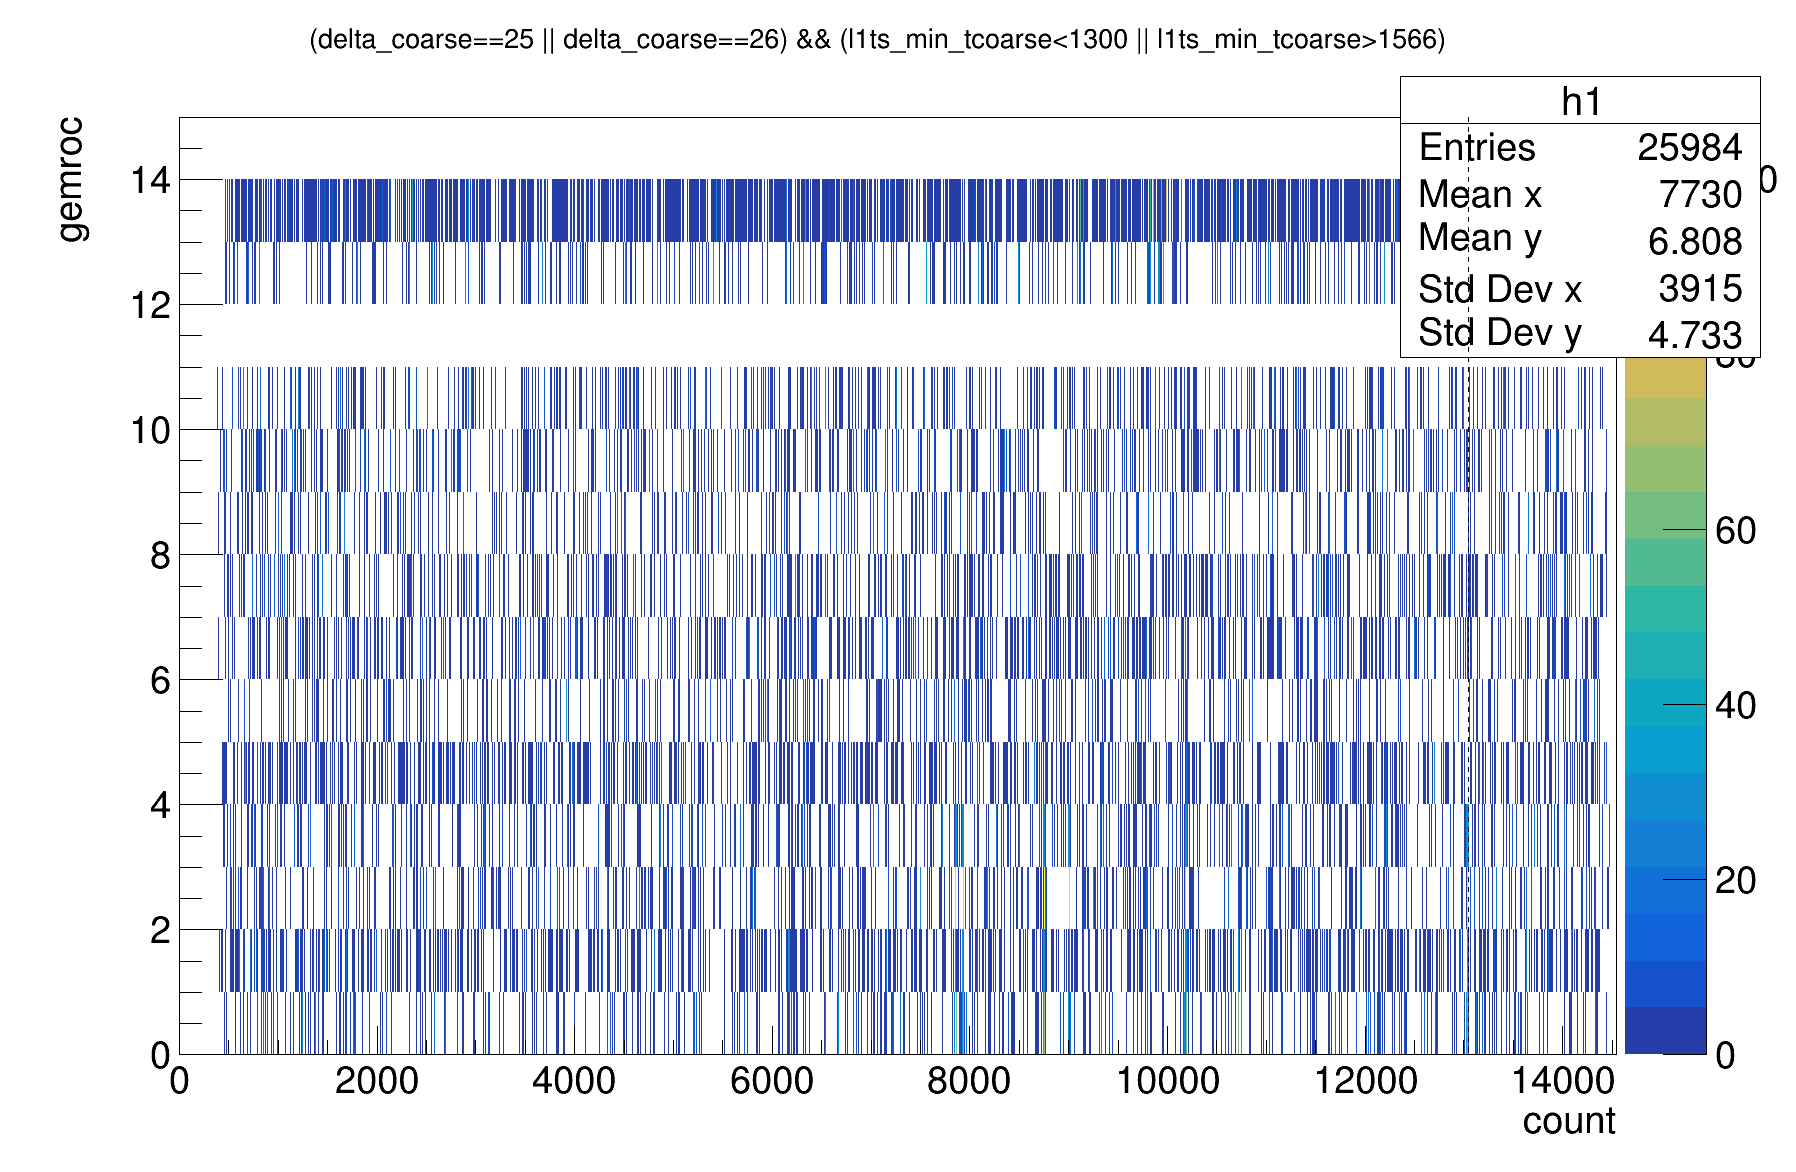 (delta_coarse==25 || delta_coarse==26) && (l1ts_min_tcoarse<1300 || l1ts_min_tcoarse>1566)
h1
Entries 25984
Mean x 7730
Mean y 6.808
Std Dev x 3915
Std Dev y 4.733
gemroc
14
12
10
8
6
4
2
0
0 2000 4000 6000 8000 10000 12000 14000
count
0
80
60
40
20
0